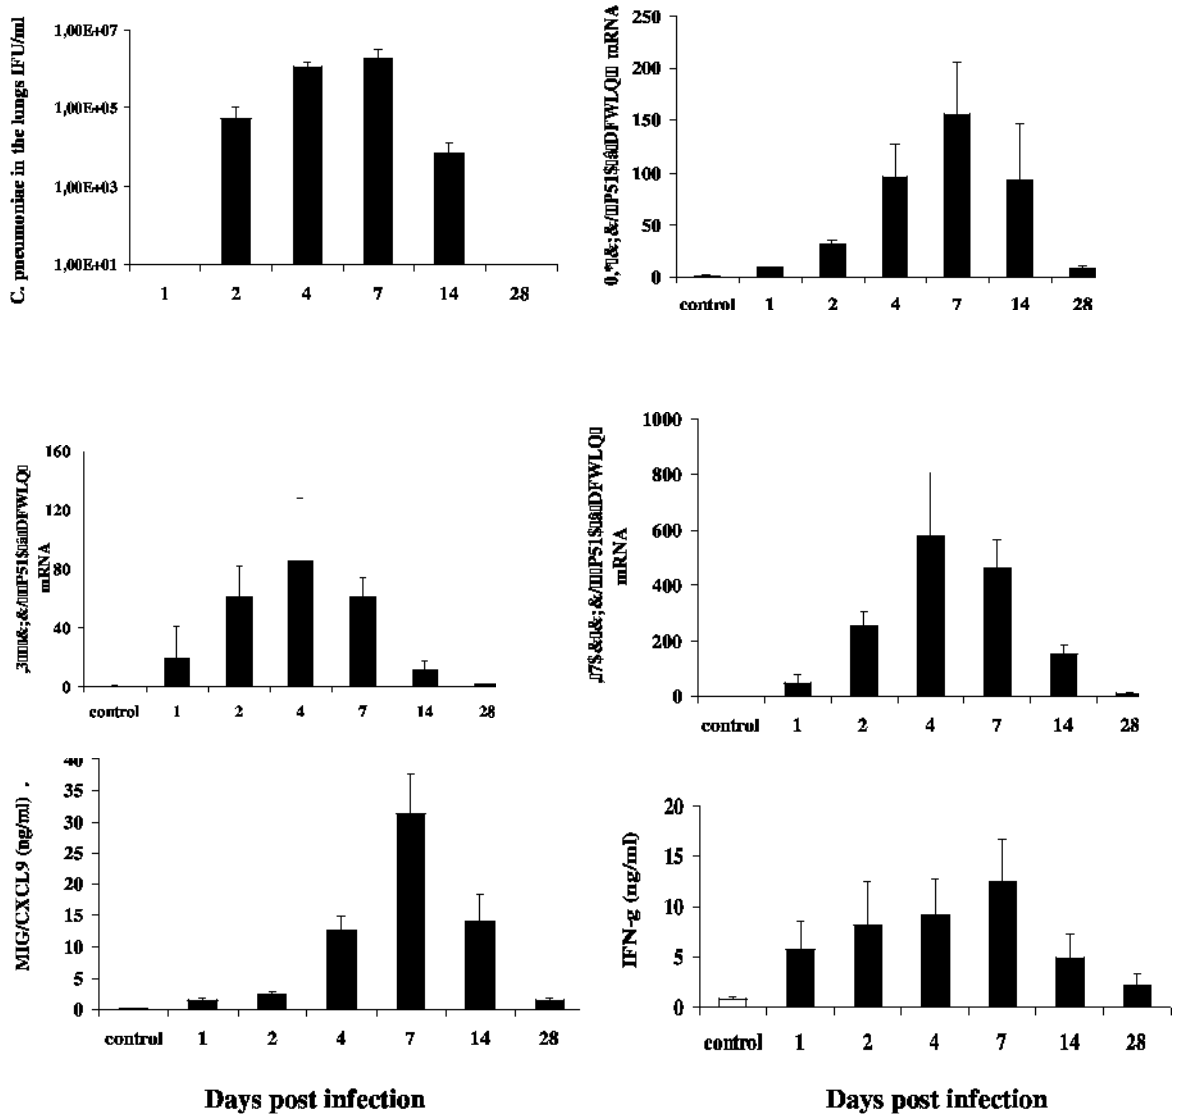 C. pneumoniae in the lungs IFU/ml
1,00E+07
1,00E+05
1,00E+03
1,00E+01
1 2 4 7 14 28
mRNA
300
250
200
150
100
50
0
control 1 2 4 7 14 28
mRNA
160
120
80
40
0
control 1 2 4 7 14 28
mRNA
1000
800
600
400
200
0
control 1 2 4 7 14 28
MIG/CXCL9 (ng/ml) .
40
35
30
25
20
15
10
5
0
control 1 2 4 7 14 28
Days post infection
IFN-g (ng/ml)
20
15
10
5
0
control 1 2 4 7 14 28
Days post infection